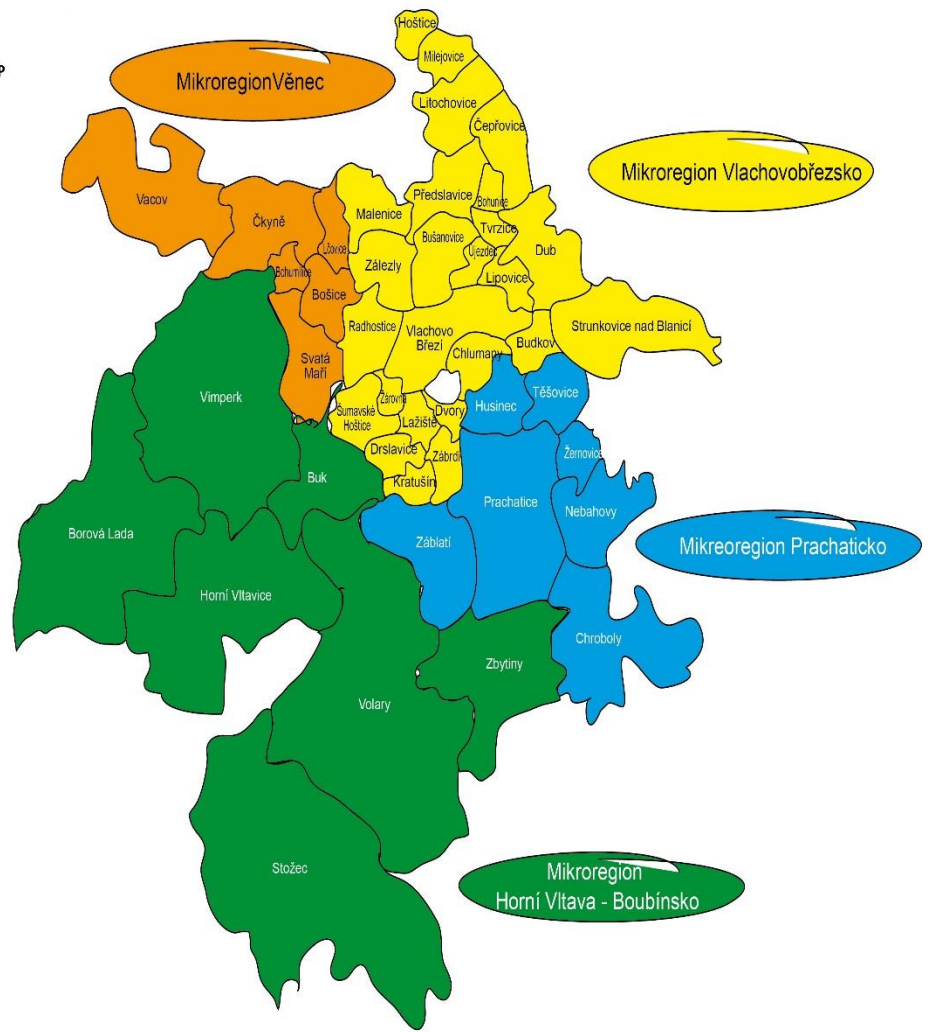 Hoštice
Milejovice
P
MikroregionVěnec
Litochovice
Čepřovice
Mikroregion Vlachovobřezsko
Vacov
Předslavice
Bohunice
Malenice
Čkyně
Tvrzice
Bušanovice
Lčovice
Újezdec
Dub
Zálezly
Lipovice
Bohumilice
Bošice
Radhostice
Vlachovo
Březí
Strunkovice nad Blanicí
Budkov
Chlumany
Svatá
Maří
Vimperk
Žárovná
Těšovice
Husinec
Dvory
Šumavské
Hoštice
Lažiště
Drslavice
Zábrdí
Žernovice
Buk
Kratušín
Prachatice
Nebahovy
Borová Lada
Záblatí
Mikreoregion Prachaticko
Horní Vltavice
Chroboly
Zbytiny
Volary
Stožec
Mikroregion
Horní Vltava - Boubínsko